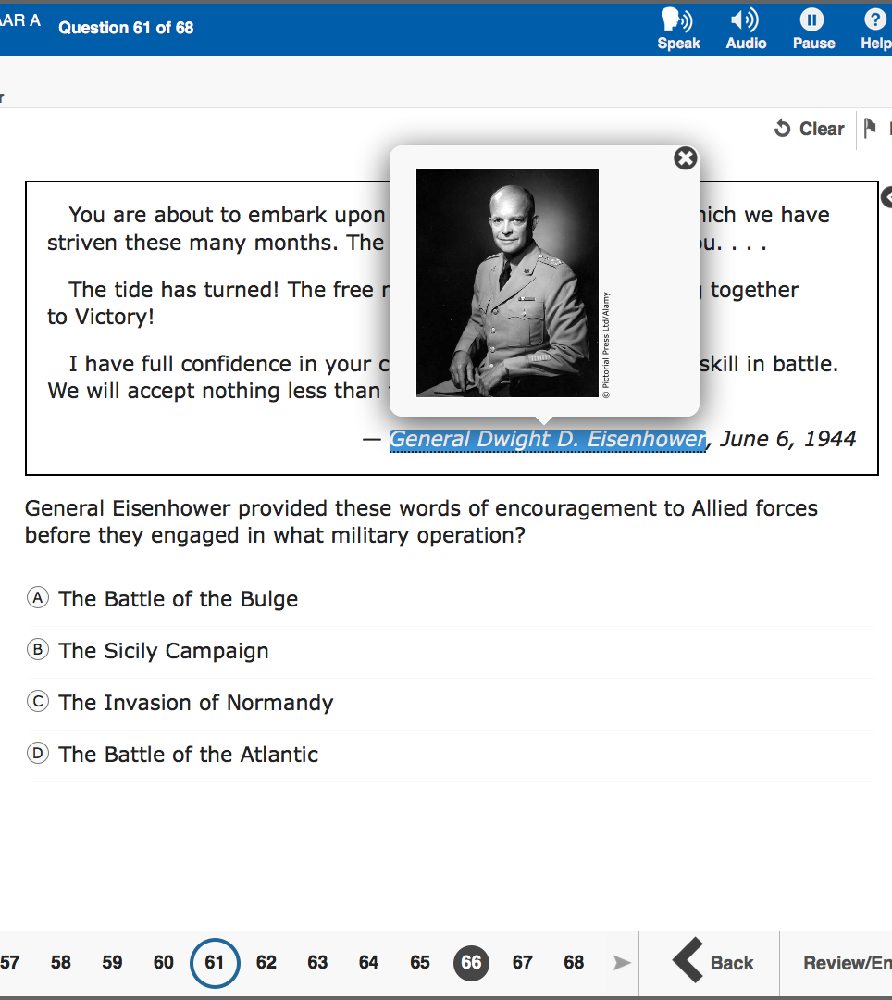 AR A Question 61 of 68
Speak Audio Pause Help
r
Clear
You are about to embark upon hich we have
striven these many months. The ou. . . .
The tide has turned! The free together
to Victory!
I have full confidence in your skill in battle.
We will accept nothing less than
© Pictorial Press Ltd/Alamy
— General Dwight D. Eisenhower, June 6, 1944
General Eisenhower provided these words of encouragement to Allied forces
before they engaged in what military operation?
A The Battle of the Bulge
B The Sicily Campaign
C The Invasion of Normandy
D The Battle of the Atlantic
57 58 59 60 61 62 63 64 65 66 67 68 Back Review/En